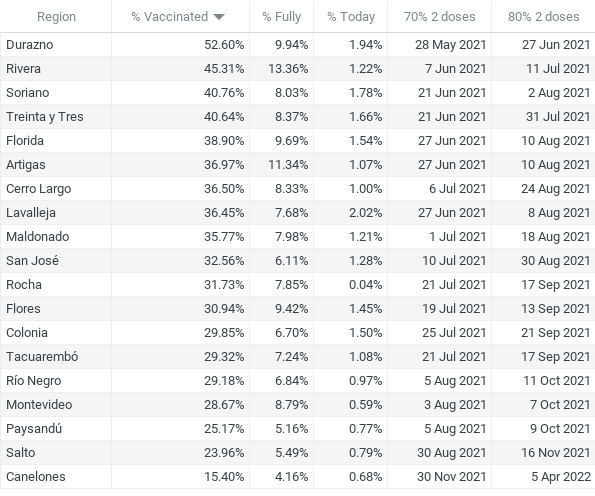 Region % Vaccinated % Fully % Today 70% 2 doses 80% 2 doses
Durazno 52.60% 9.94% 1.94% 28 May 2021 27 Jun 2021
Rivera 45.31% 13.36% 1.22% 7 Jun 2021 11 Jul 2021
Soriano 40.76% 8.03% 1.78% 21 Jun 2021 2 Aug 2021
Treinta y Tres 40.64% 8.37% 1.66% 21 Jun 2021 31 Jul 2021
Florida 38.90% 9.69% 1.54% 27 Jun 2021 10 Aug 2021
Artigas 36.97% 11.34% 1.07% 27 Jun 2021 10 Aug 2021
Cerro Largo 36.50% 8.33% 1.00% 6 Jul 2021 24 Aug 2021
Lavalleja 36.45% 7.68% 2.02% 27 Jun 2021 8 Aug 2021
Maldonado 35.77% 7.98% 1.21% 1 Jul 2021 18 Aug 2021
San José 32.56% 6.11% 1.28% 10 Jul 2021 30 Aug 2021
Rocha 31.73% 7.85% 0.04% 21 Jul 2021 17 Sep 2021
Flores 30.94% 9.42% 1.45% 19 Jul 2021 13 Sep 2021
Colonia 29.85% 6.70% 1.50% 25 Jul 2021 21 Sep 2021
Tacuarembó 29.32% 7.24% 1.08% 21 Jul 2021 17 Sep 2021
Río Negro 29.18% 6.84% 0.97% 5 Aug 2021 11 Oct 2021
Montevideo 28.67% 8.79% 0.59% 3 Aug 2021 7 Oct 2021
Paysandú 25.17% 5.16% 0.77% 5 Aug 2021 9 Oct 2021
Salto 23.96% 5.49% 0.79% 30 Aug 2021 16 Nov 2021
Canelones 15.40% 4.16% 0.68% 30 Nov 2021 5 Apr 2022